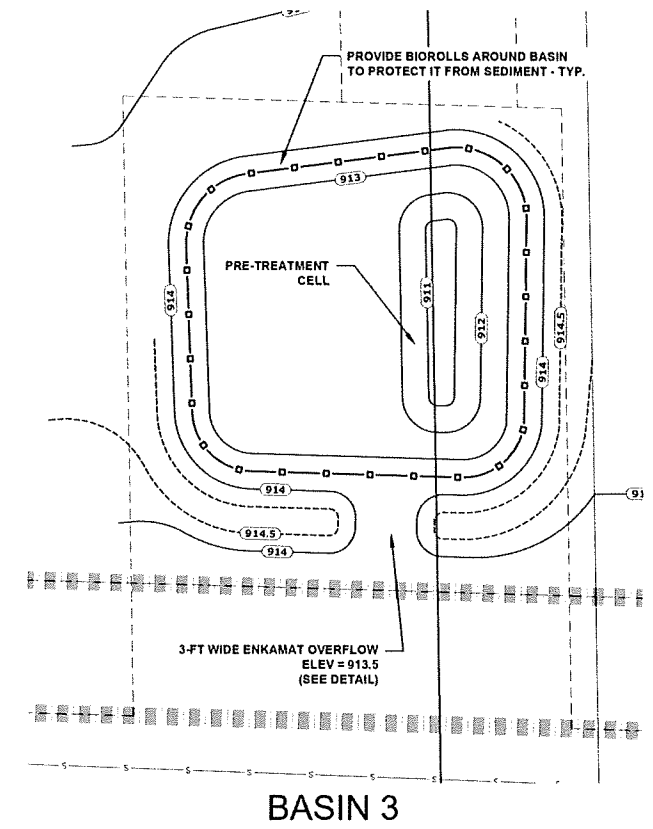 PROVIDE BIOROLLS AROUND BASIN
TO PROTECT IT FROM SEDIMENT - TYP.
913
PRE-TREATMENT
CELL
911
912
914
914.5
914
914
914.5
914
3-FT WIDE ENKAMAT OVERFLOW
ELEV = 913.5
(SEE DETAIL)
S S S S S S S S
BASIN 3